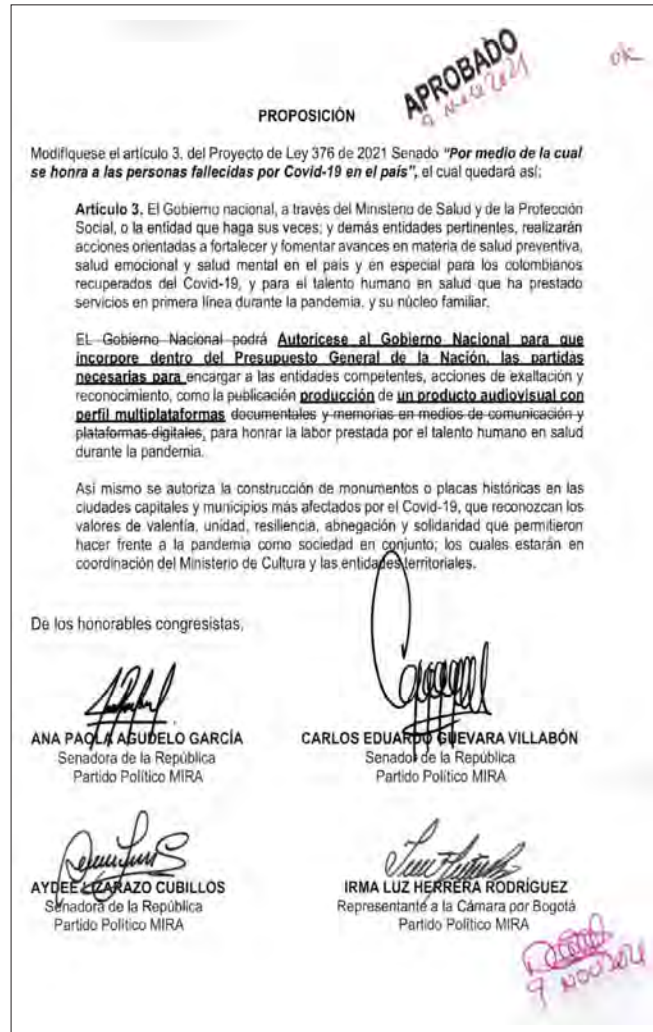 APROBADO
OK
9 Nov 2021
PROPOSICIÓN
Modifíquese el artículo 3. del Proyecto de Ley 376 de 2021 Senado "Por medio de la cual
se honra a las personas fallecidas por Covid-19 en el país", el cual quedará así:
Artículo 3. El Gobierno nacional, a través del Ministerio de Salud y de la Protección
Social, o la entidad que haga sus veces; y demás entidades pertinentes, realizarán
acciones orientadas a fortalecer y fomentar avances en materia de salud preventiva,
salud emocional y salud mental en el país y en especial para los colombianos
recuperados del Covid-19, y para el talento humano en salud que ha prestado
servicios en primera línea durante la pandemia, y su núcleo familiar.
EL Gobierno Nacional podrá Autorícese al Gobierno Nacional para que
incorpore dentro del Presupuesto General de la Nación, las partidas
necesarias para encargar a las entidades competentes, acciones de exaltación y
reconocimiento, como la publicación producción de un producto audiovisual con
perfil multiplataformas documentales y memorias en medios de comunicación y
plataformas digitales, para honrar la labor prestada por el talento humano en salud
durante la pandemia.
Así mismo se autoriza la construcción de monumentos o placas históricas en las
ciudades capitales y municipios más afectados por el Covid-19, que reconozcan los
valores de valentía, unidad, resiliencia, abnegación y solidaridad que permitieron
hacer frente a la pandemia como sociedad en conjunto; los cuales estarán en
coordinación del Ministerio de Cultura y las entidades territoriales.
De los honorables congresistas,
ANA PAOLA AGUDELO GARCÍA
Senadora de la República
Partido Político MIRA
CARLOS EDUARDO GUEVARA VILLABÓN
Senador de la República
Partido Político MIRA
AYDEE LIZARAZO CUBILLOS
Senadora de la República
Partido Político MIRA
IRMA LUZ HERRERA RODRÍGUEZ
Representante a la Cámara por Bogotá
Partido Político MIRA
9 NOV 2021